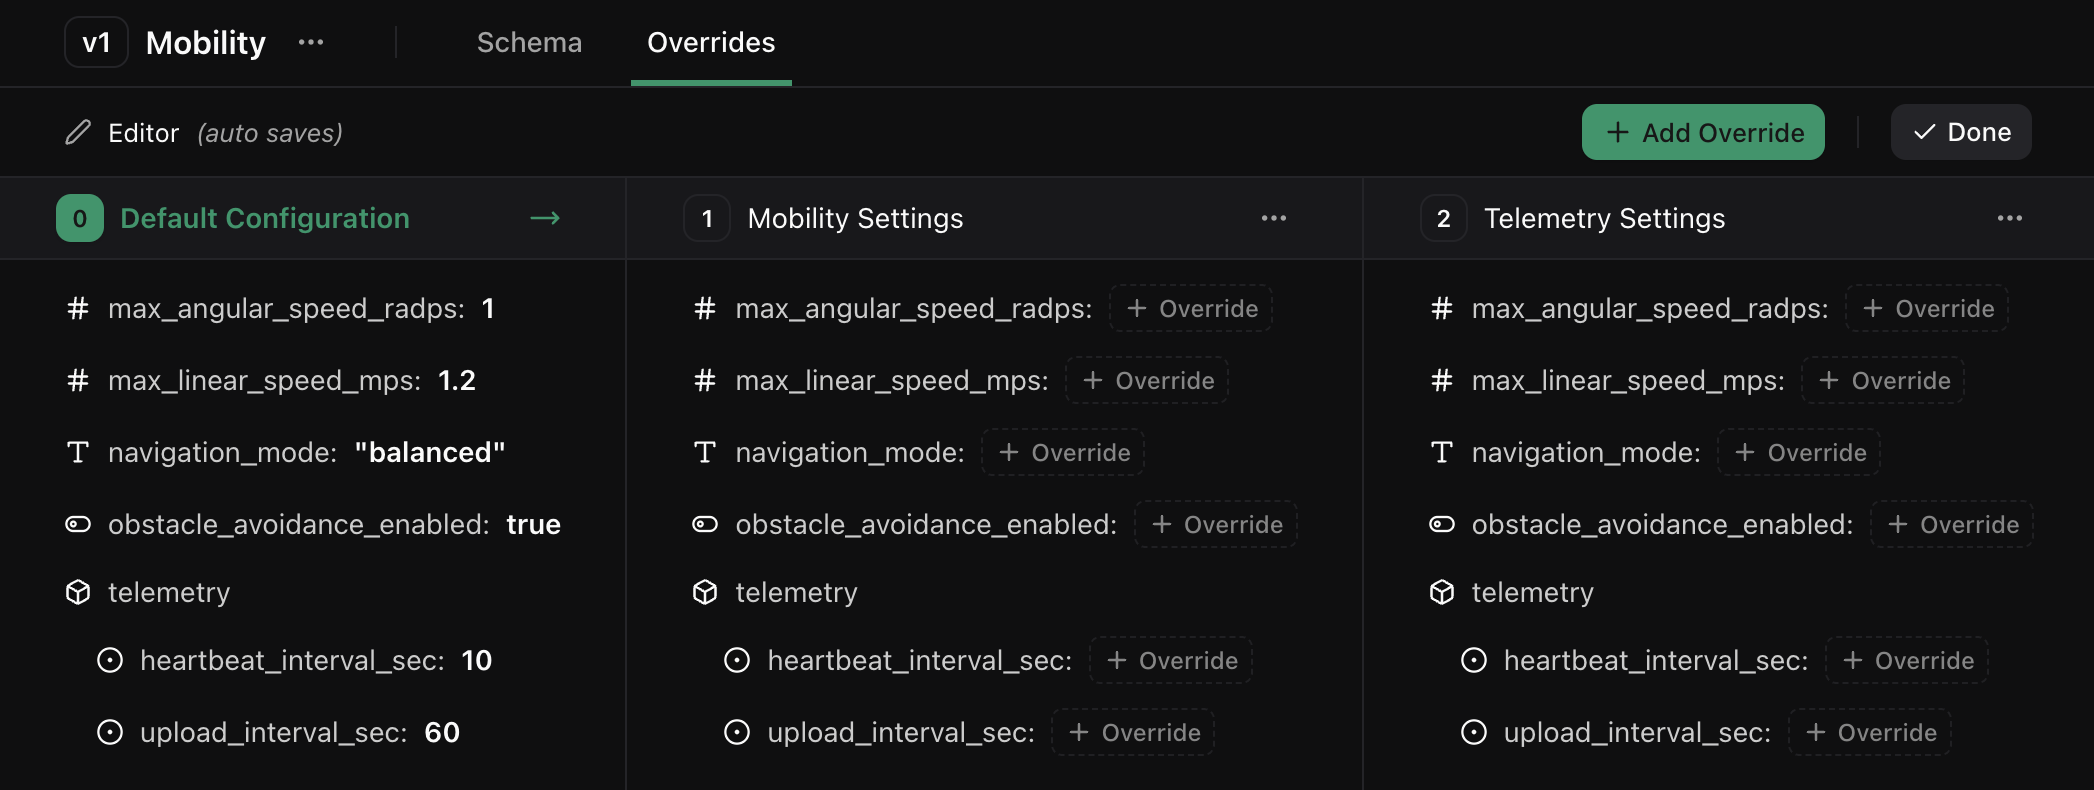 v1 Mobility ··· Schema Overrides
Editor (auto saves) + Add Override Done
0 Default Configuration →
max_angular_speed_radps: 1
max_linear_speed_mps: 1.2
navigation_mode: "balanced"
obstacle_avoidance_enabled: true
telemetry
heartbeat_interval_sec: 10
upload_interval_sec: 60
1 Mobility Settings ···
max_angular_speed_radps: + Override
max_linear_speed_mps: + Override
navigation_mode: + Override
obstacle_avoidance_enabled: + Override
telemetry
heartbeat_interval_sec: + Override
upload_interval_sec: + Override
2 Telemetry Settings ···
max_angular_speed_radps: + Override
max_linear_speed_mps: + Override
navigation_mode: + Override
obstacle_avoidance_enabled: + Override
telemetry
heartbeat_interval_sec: + Override
upload_interval_sec: + Override